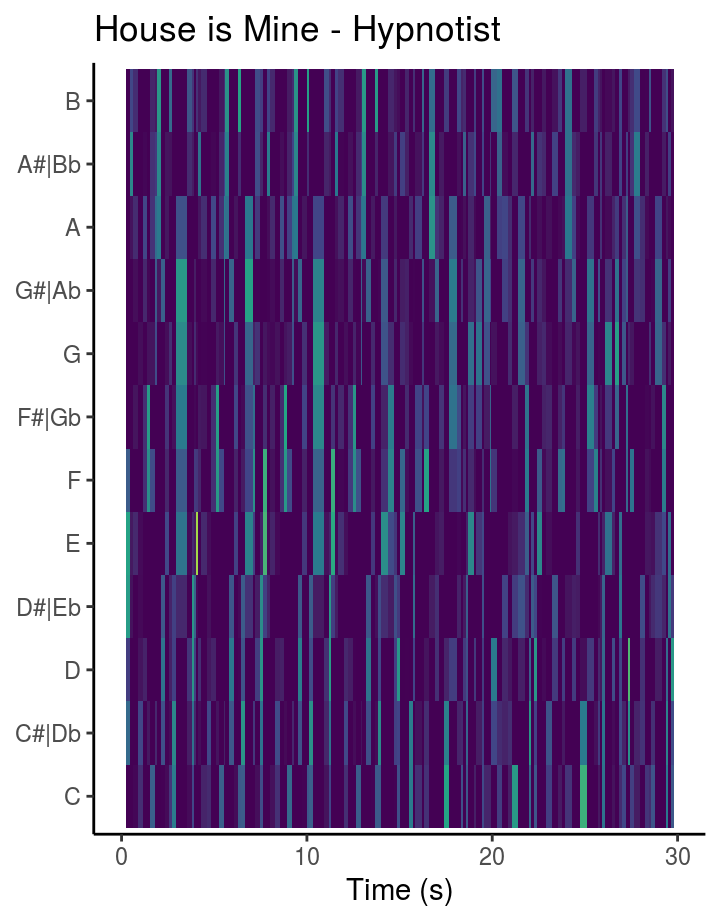 House is Mine - Hypnotist
B
A#|Bb
A
G#|Ab
G
F#|Gb
F
E
D#|Eb
D
C#|Db
C
0 10 20 30
Time (s)